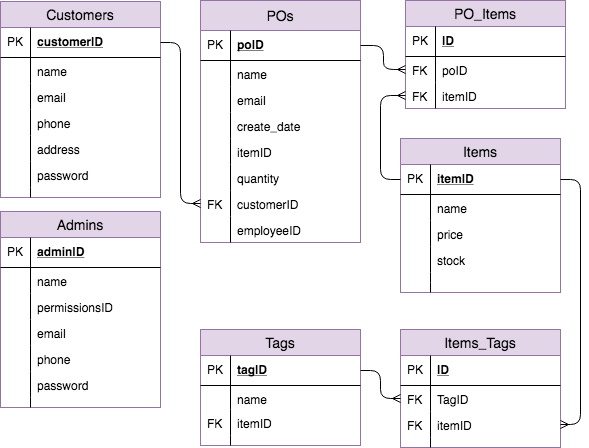 Customers
PK customerID
name
email
phone
address
password
POs
PK poID
name
email
create_date
itemID
quantity
FK customerID
employeeID
PO_Items
PK ID
FK poID
FK itemID
Items
PK itemID
name
price
stock
Admins
PK adminID
name
permissionsID
email
phone
password
Tags
PK tagID
name
FK itemID
Items_Tags
PK ID
FK TagID
FK itemID